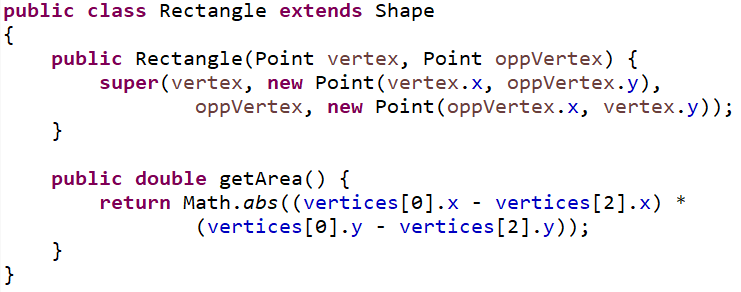 public class Rectangle extends Shape
{
    public Rectangle(Point vertex, Point oppVertex) {
        super(vertex, new Point(vertex.x, oppVertex.y),
                oppVertex, new Point(oppVertex.x, vertex.y));
    }

    public double getArea() {
        return Math.abs((vertices[0].x - vertices[2].x) *
                (vertices[0].y - vertices[2].y));
    }
}